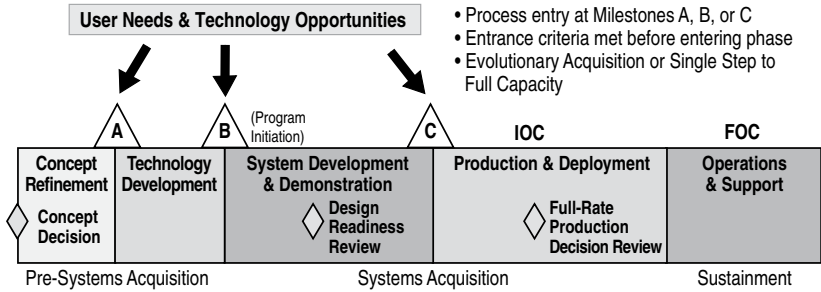 User Needs & Technology Opportunities
• Process entry at Milestones A, B, or C
• Entrance criteria met before entering phase
• Evolutionary Acquisition or Single Step to
Full Capacity
A
B
(Program
Initiation)
C
IOC
FOC
Concept
Refinement
Technology
Development
System Development
& Demonstration
Production & Deployment
Operations
& Support
Concept
Decision
Design
Readiness
Review
Full-Rate
Production
Decision Review
Pre-Systems Acquisition
Systems Acquisition
Sustainment